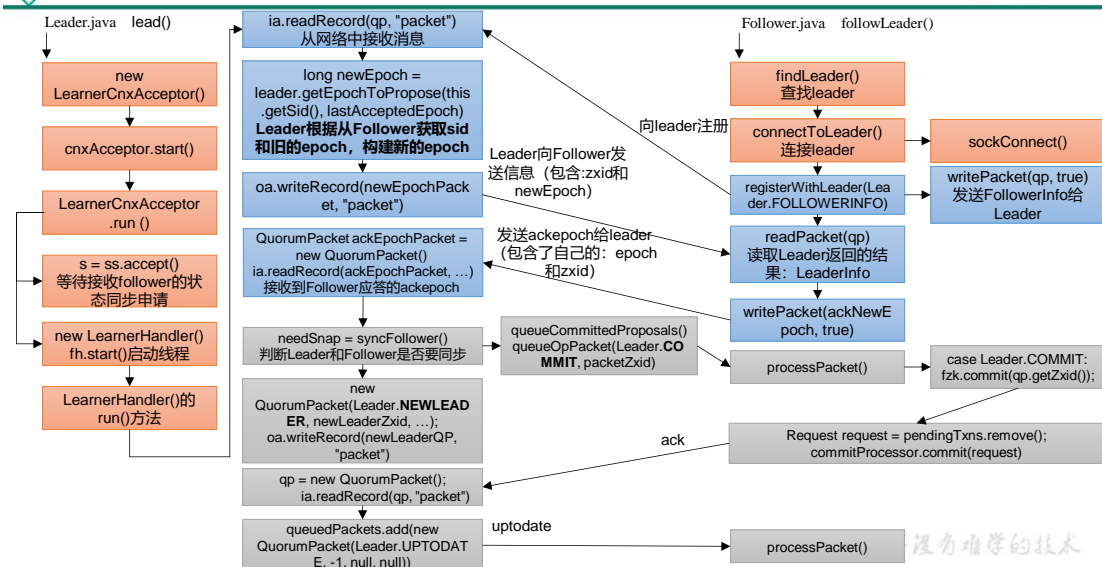 Leader.java lead()
new
LearnerCnxAcceptor()
cnxAcceptor.start()
LearnerCnxAcceptor
.run ()
s = ss.accept()
等待接收follower的状
态同步申请
new LearnerHandler()
fh.start()启动线程
LearnerHandler()的
run()方法
ia.readRecord(qp, "packet")
从网络中接收消息
long newEpoch =
leader.getEpochToPropose(this
.getSid(), lastAcceptedEpoch)
Leader根据从Follower获取sid
和旧的epoch，构建新的epoch
oa.writeRecord(newEpochPack
et, "packet")
QuorumPacket ackEpochPacket =
new QuorumPacket()
ia.readRecord(ackEpochPacket, …)
接收到Follower应答的ackepoch
needSnap = syncFollower()
判断Leader和Follower是否要同步
new
QuorumPacket(Leader.NEWLEAD
ER, newLeaderZxid, …);
oa.writeRecord(newLeaderQP,
"packet")
qp = new QuorumPacket();
ia.readRecord(qp, "packet")
queuedPackets.add(new
QuorumPacket(Leader.UPTODAT
E, -1, null, null))
queueCommittedProposals()
queueOpPacket(Leader.CO
MMIT, packetZxid)
向leader注册
Leader向Follower发
送信息（包含:zxid和
newEpoch）
发送ackepoch给leader
（包含了自己的：epoch
和zxid）
ack
uptodate
Follower.java followLeader()
findLeader()
查找leader
connectToLeader()
连接leader
sockConnect()
registerWithLeader(Lea
der.FOLLOWERINFO)
writePacket(qp, true)
发送FollowerInfo给
Leader
readPacket(qp)
读取Leader返回的结
果：LeaderInfo
writePacket(ackNewE
poch, true)
processPacket()
case Leader.COMMIT:
fzk.commit(qp.getZxid());
Request request = pendingTxns.remove();
commitProcessor.commit(request)
processPacket()
没有难学的技术